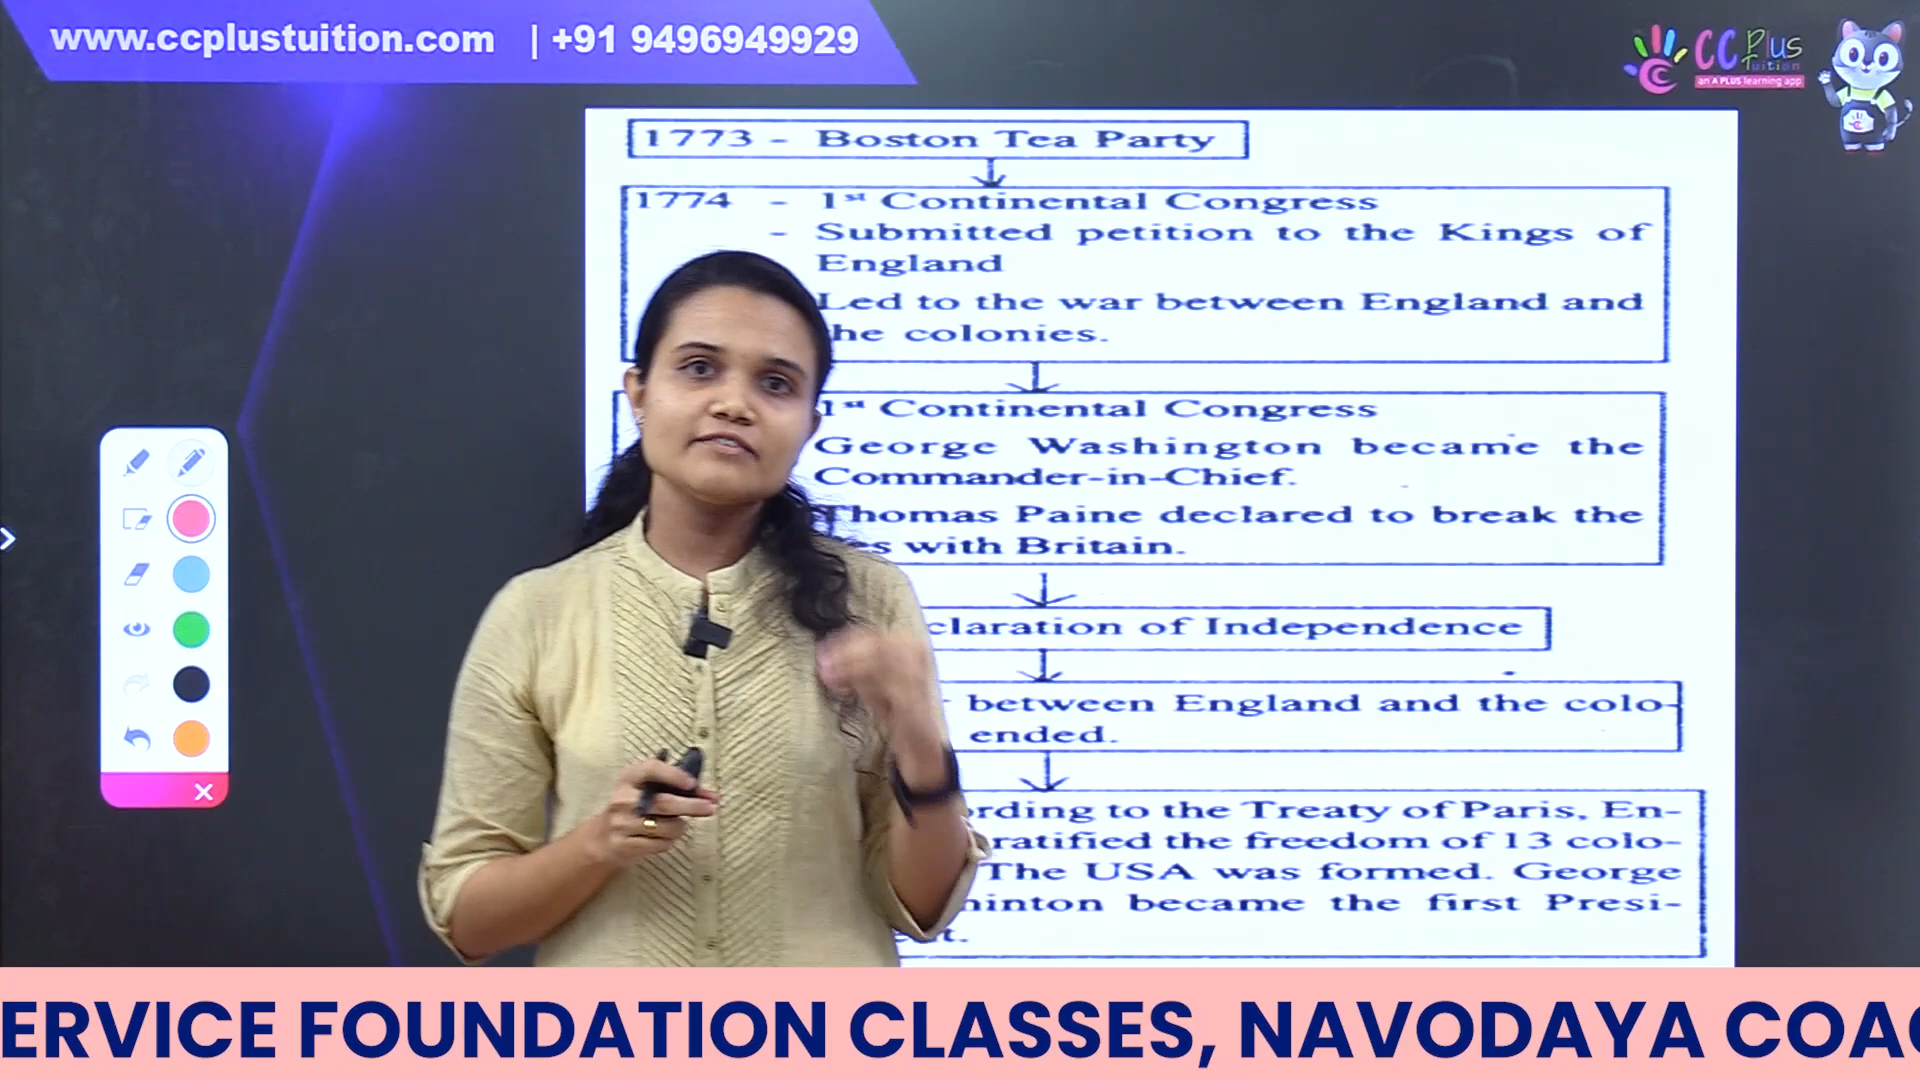 www.ccplustuition.com | +91 9496949929
CC Plus
Tuition
an A PLUS learning app
1773 - Boston Tea Party
1774 - 1st Continental Congress
- Submitted petition to the Kings of
England
Led to the war between England and
he colonies.
1st Continental Congress
George Washington became the
Commander-in-Chief.
Thomas Paine declared to break the
es with Britain.
claration of Independence
between England and the colo-
ended.
ording to the Treaty of Paris, En-
ratified the freedom of 13 colo-
The USA was formed. George
hinton became the first Presi-
ent.
ERVICE FOUNDATION CLASSES, NAVODAYA COAC